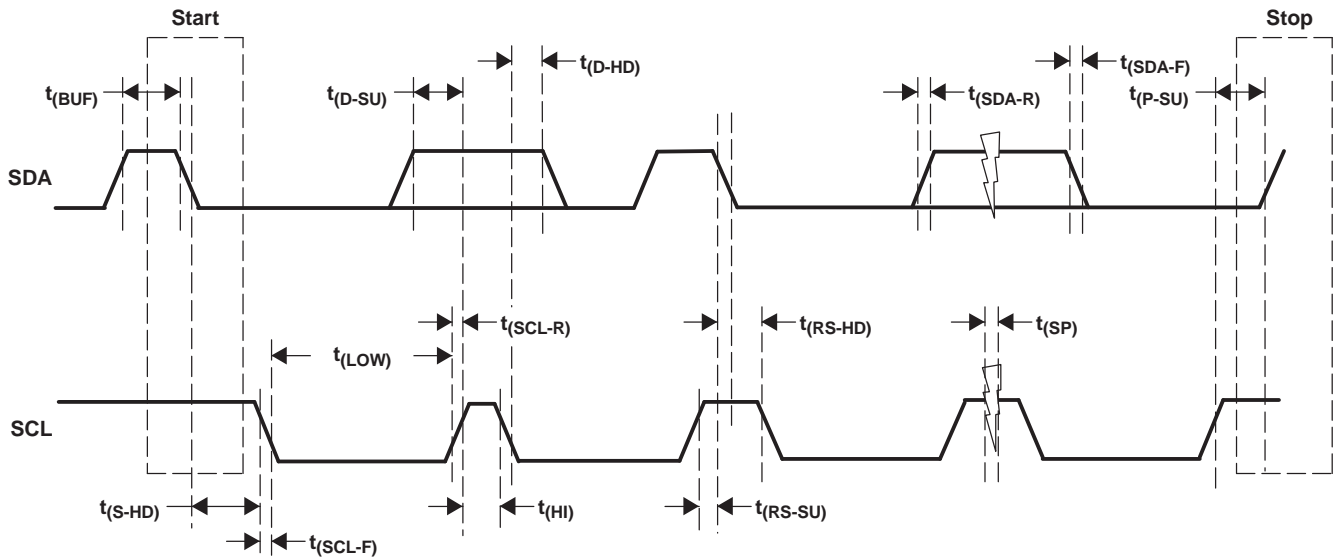 Start
Stop
t(BUF)
t(D-SU)
t(D-HD)
t(SDA-R)
t(SDA-F)
t(P-SU)
SDA
t(LOW)
t(SCL-R)
t(RS-HD)
t(SP)
SCL
t(S-HD)
t(SCL-F)
t(HI)
t(RS-SU)